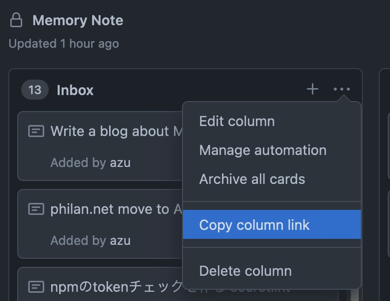 Memory Note
Updated 1 hour ago
13 Inbox
Write a blog about M
Added by azu
philan.net move to A
Added by azu
npmのtokenチェックを
Edit column
Manage automation
Archive all cards
Copy column link
Delete column